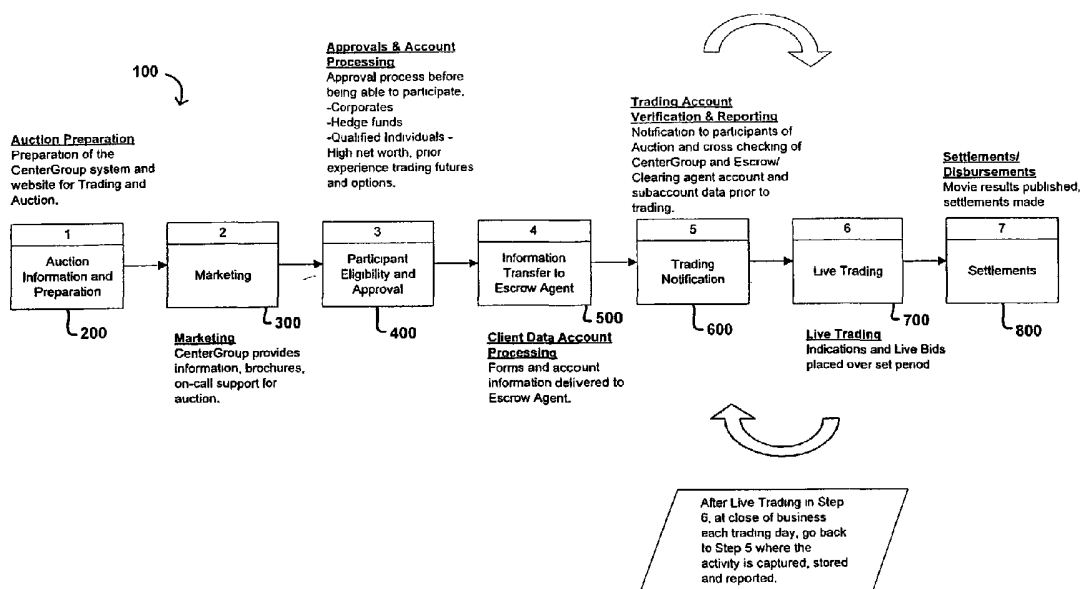 100
Auction Preparation
Preparation of the
CenterGroup system and
website for Trading and
Auction.
Approvals & Account
Processing
Approval process before
being able to participate.
-Corporates
-Hedge funds
-Qualified Individuals -
High net worth, prior
experience trading futures
and options.
Trading Account
Verification & Reporting
Notification to participants of
Auction and cross checking of
CenterGroup and Escrow/
Clearing agent account and
subaccount data prior to
trading.
Settlements/
Disbursements
Movie results published,
settlements made
1
Auction
Information and
Preparation
200
2
Marketing
300
3
Participant
Eligibility and
Approval
400
4
Information
Transfer to
Escrow Agent
500
5
Trading
Notification
600
6
Live Trading
700
7
Settlements
800
Marketing
CenterGroup provides
information, brochures,
on-call support for
auction.
Client Data Account
Processing
Forms and account
information delivered to
Escrow Agent.
Live Trading
Indications and Live Bids
placed over set period
After Live Trading in Step
6, at close of business
each trading day, go back
to Step 5 where the
activity is captured, stored
and reported.